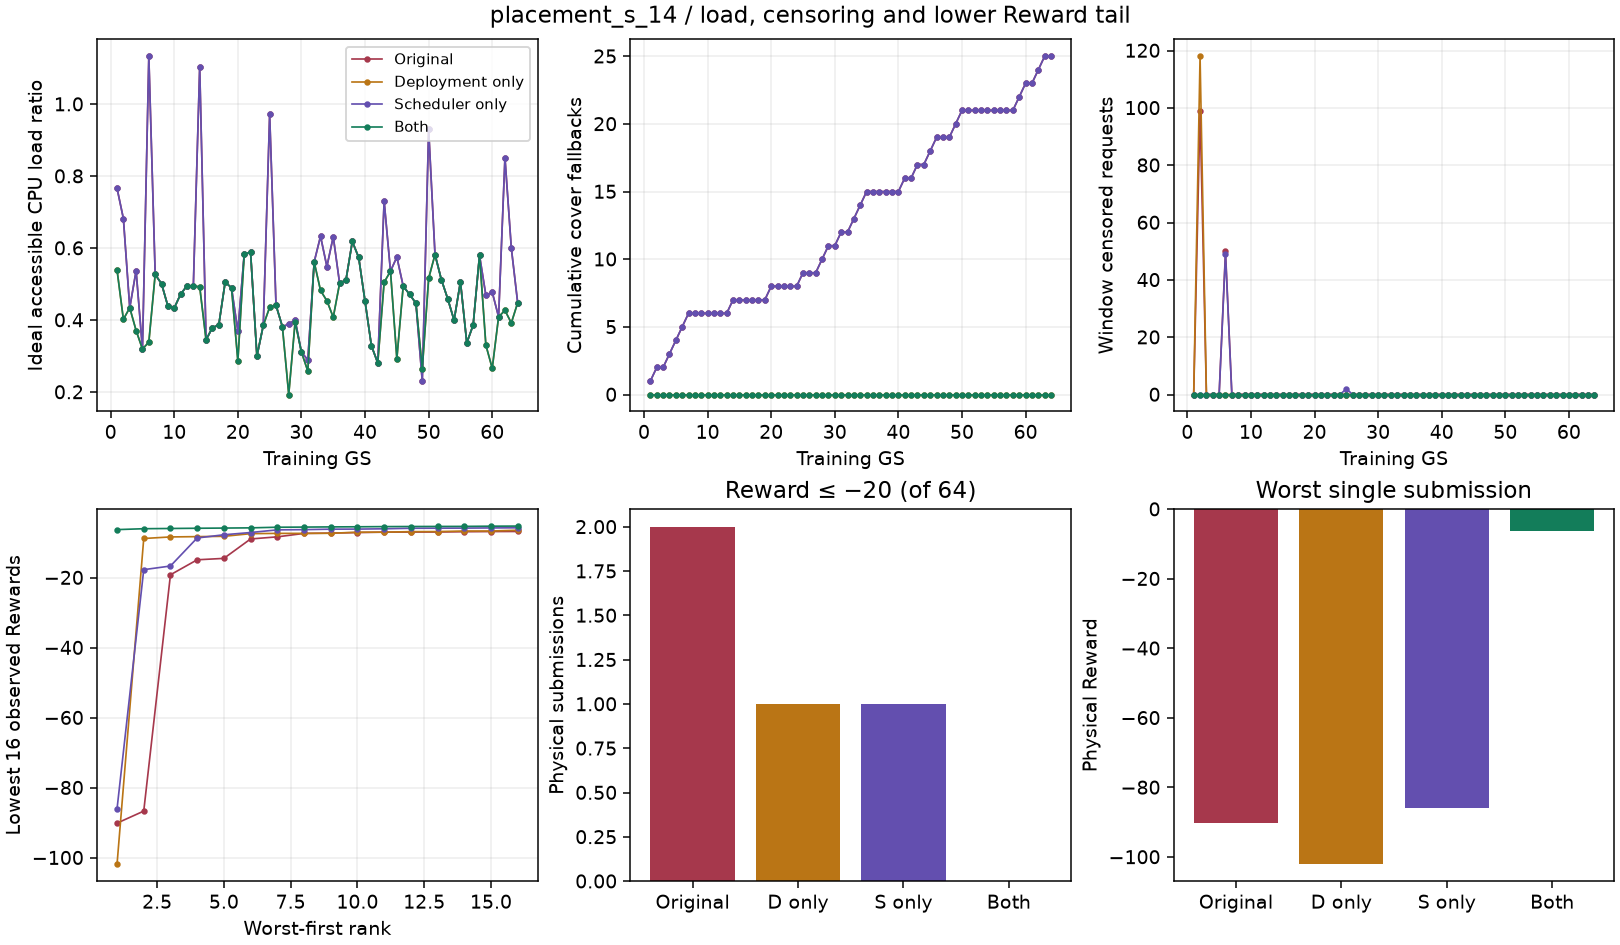 placement_s_14 / load, censoring and lower Reward tail
Ideal accessible CPU load ratio
1.0
0.8
0.6
0.4
0.2
Original
Deployment only
Scheduler only
Both
0 10 20 30 40 50 60
Training GS
Cumulative cover fallbacks
25
20
15
10
5
0
0 10 20 30 40 50 60
Training GS
Window censored requests
120
100
80
60
40
20
0
0 10 20 30 40 50 60
Training GS
Lowest 16 observed Rewards
−20
−40
−60
−80
−100
2.5 5.0 7.5 10.0 12.5 15.0
Worst-first rank
Reward ≤ −20 (of 64)
Physical submissions
2.00
1.75
1.50
1.25
1.00
0.75
0.50
0.25
0.00
Original D only S only Both
Worst single submission
Physical Reward
0
−20
−40
−60
−80
−100
Original D only S only Both